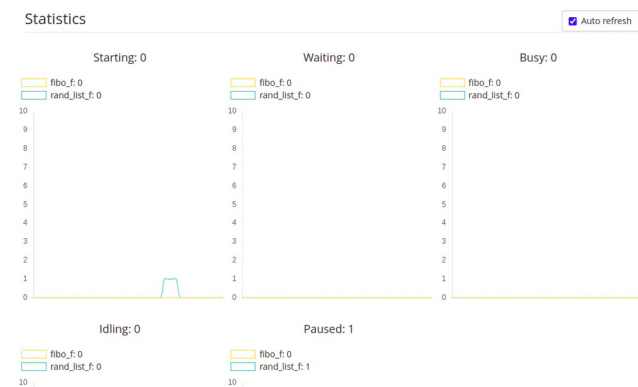 Statistics
Auto refresh
Starting: 0
fibo_f: 0
rand_list_f: 0
10
9
8
7
6
5
4
3
2
1
0
Waiting: 0
fibo_f: 0
rand_list_f: 0
10
9
8
7
6
5
4
3
2
1
0
Busy: 0
fibo_f: 0
rand_list_f: 0
10
9
8
7
6
5
4
3
2
1
0
Idling: 0
fibo_f: 0
rand_list_f: 0
10
Paused: 1
fibo_f: 0
rand_list_f: 1
10